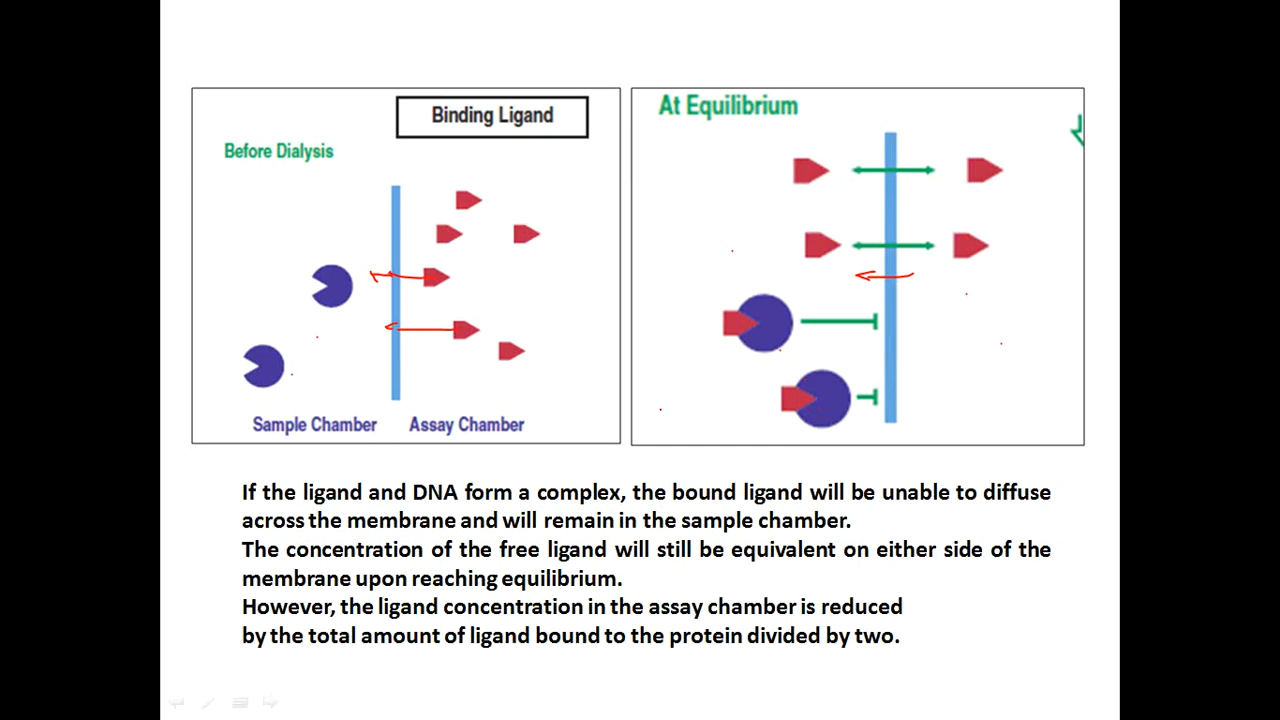 Binding Ligand
Before Dialysis
Sample Chamber
Assay Chamber
At Equilibrium
If the ligand and DNA form a complex, the bound ligand will be unable to diffuse
across the membrane and will remain in the sample chamber.
The concentration of the free ligand will still be equivalent on either side of the
membrane upon reaching equilibrium.
However, the ligand concentration in the assay chamber is reduced
by the total amount of ligand bound to the protein divided by two.